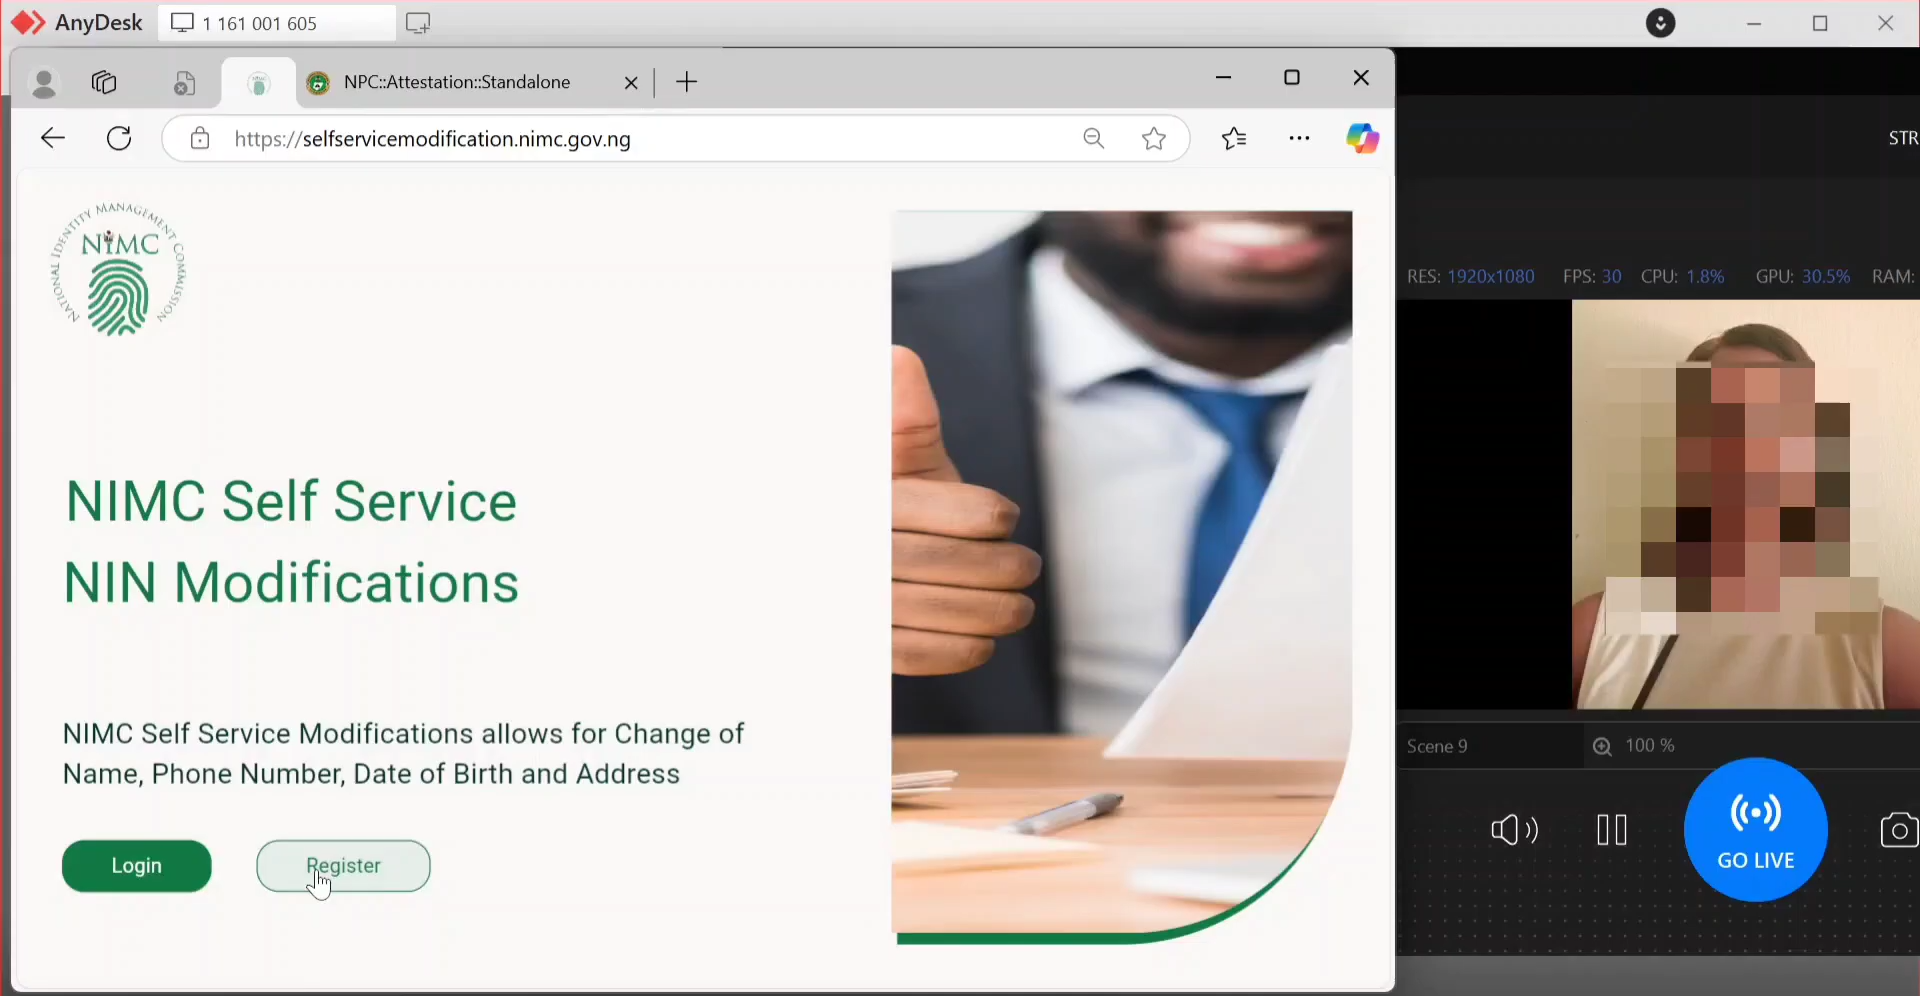 AnyDesk
1 161 001 605
NPC::Attestation::Standalone
https://selfservicemodification.nimc.gov.ng
STR
NATIONAL IDENTITY MANAGEMENT COMMISSION
NIMC
RES: 1920x1080 FPS: 30 CPU: 1.8% GPU: 30.5% RAM:
NIMC Self Service
NIN Modifications
NIMC Self Service Modifications allows for Change of
Name, Phone Number, Date of Birth and Address
Login
Register
Scene 9
100 %
GO LIVE